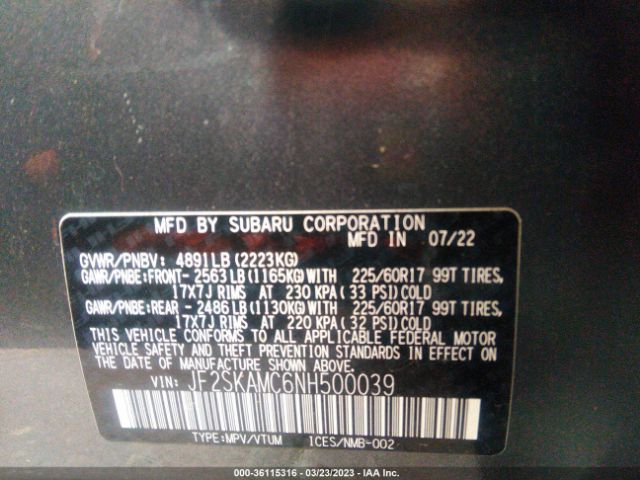 MFD BY SUBARU CORPORATION
MFD IN 07/22
GVWR/PNBV: 4891LB (2223KG)
GAWR/PNBE:FRONT- 2563LB(1165KG)WITH 225/60R17 99T TIRES,
17X7J RIMS AT 230 KPA(33 PSI)COLD
GAWR/PNBE:REAR - 2486LB(1130KG)WITH 225/60R17 99T TIRES,
17X7J RIMS AT 220 KPA(32 PSI)COLD
THIS VEHICLE CONFORMS TO ALL APPLICABLE FEDERAL MOTOR
VEHICLE SAFETY AND THEFT PREVENTION STANDARDS IN EFFECT
ON THE DATE OF MANUFACTURE SHOWN ABOVE.
VIN: JF2SKAMC6NH500039
TYPE:MPV/VTUM ICES/NMB-002
000-36115316 - 03/23/2023 - IAA Inc.